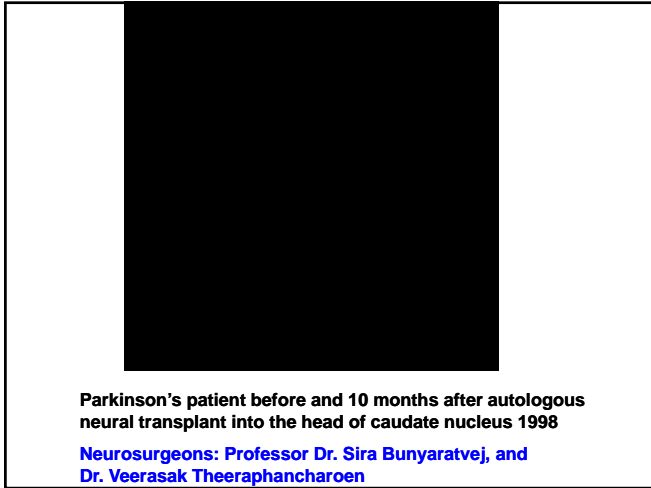 Parkinson's patient before and 10 months after autologous
neural transplant into the head of caudate nucleus 1998
Neurosurgeons: Professor Dr. Sira Bunyaratvej, and
Dr. Veerasak Theeraphancharoen